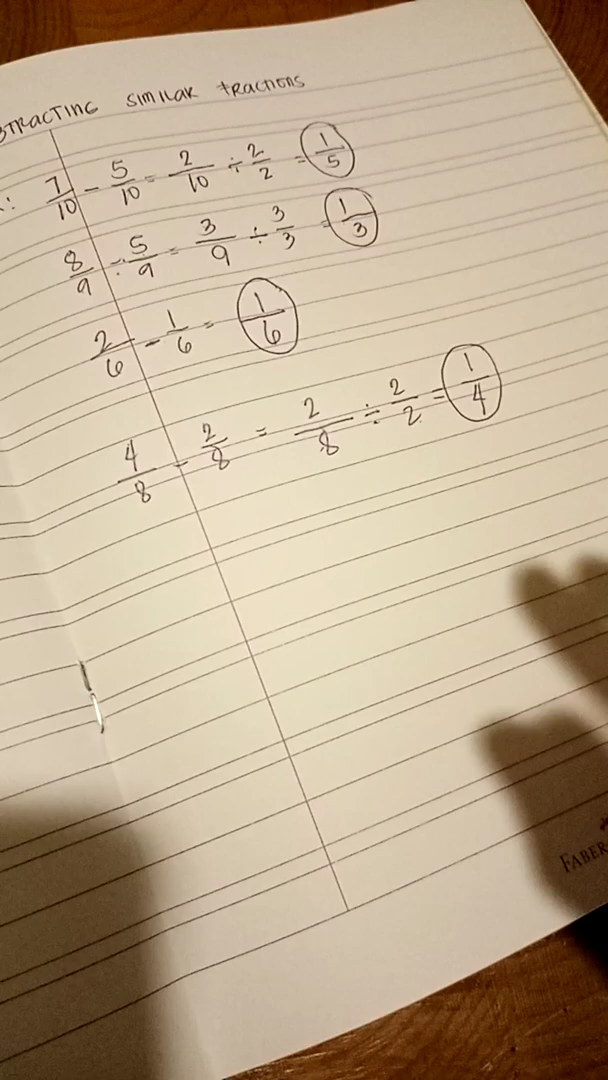 BTRACTING SIMILAR FRACTIONS
: 7/10 - 5/10 = 2/10 ÷ 2/2 = 1/5
8/9 ÷ 5/9 = 3/9 ÷ 3/3 = 1/3
2/6 - 1/6 = 1/6
4/8 - 2/8 = 2/8 ÷ 2/2 = 1/4
FABER